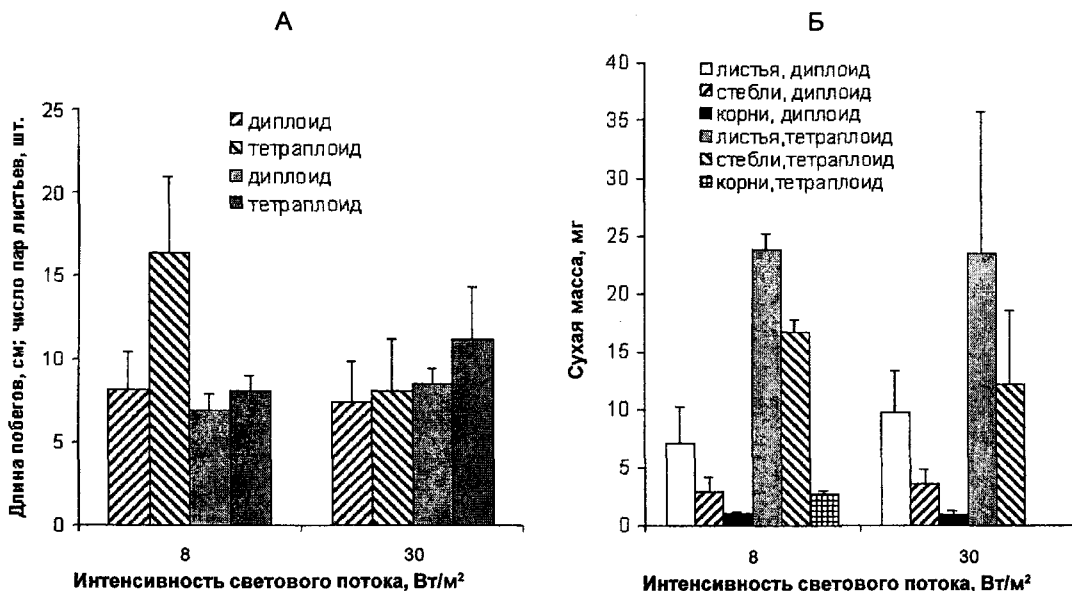 А
Длина побегов, см; число пар листьев, шт.
25
20
15
10
5
0
диплоид
тетраплоид
диплоид
тетраплоид
8
30
Интенсивность светового потока, Вт/м²
Б
Сухая масса, мг
40
35
30
25
20
15
10
5
0
листья, диплоид
стебли, диплоид
корни, диплоид
листья,тетраплоид
стебли,тетраплоид
корни,тетраплоид
8
30
Интенсивность светового потока, Вт/м²